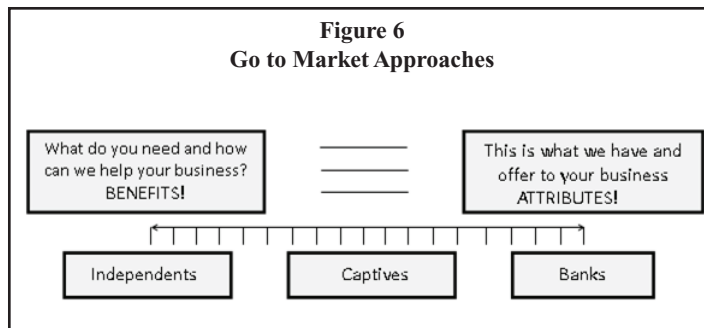 Figure 6
Go to Market Approaches
What do you need and how
can we help your business?
BENEFITS!
This is what we have and
offer to your business
ATTRIBUTES!
Independents
Captives
Banks